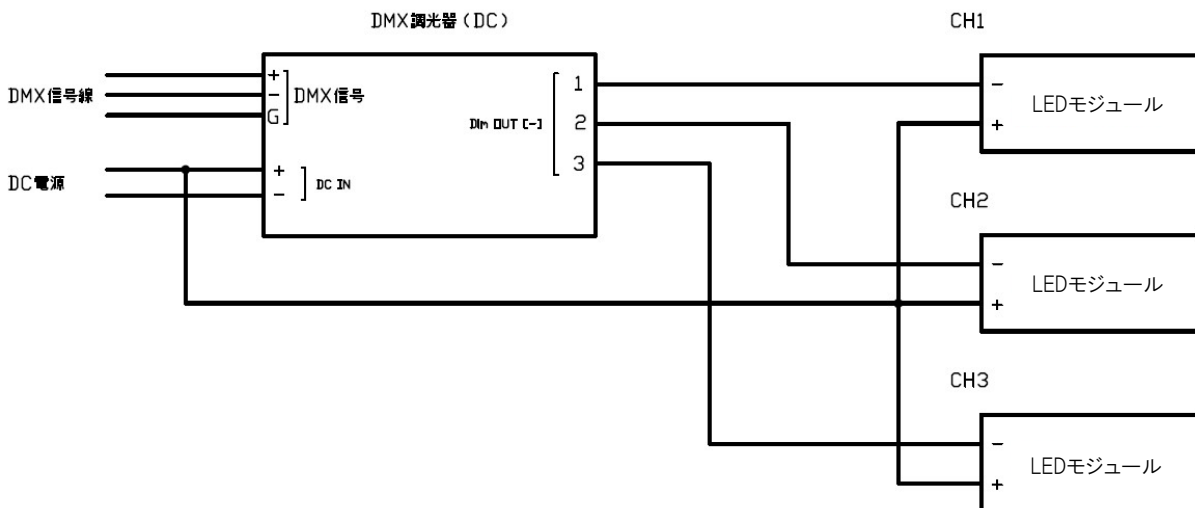 DMX調光器（DC）
CH1
DMX信号線
+
-
G
DMX信号
Dim OUT [-]
1
2
3
-
+
LEDモジュール
DC電源
+
-
DC IN
CH2
-
+
LEDモジュール
CH3
-
+
LEDモジュール